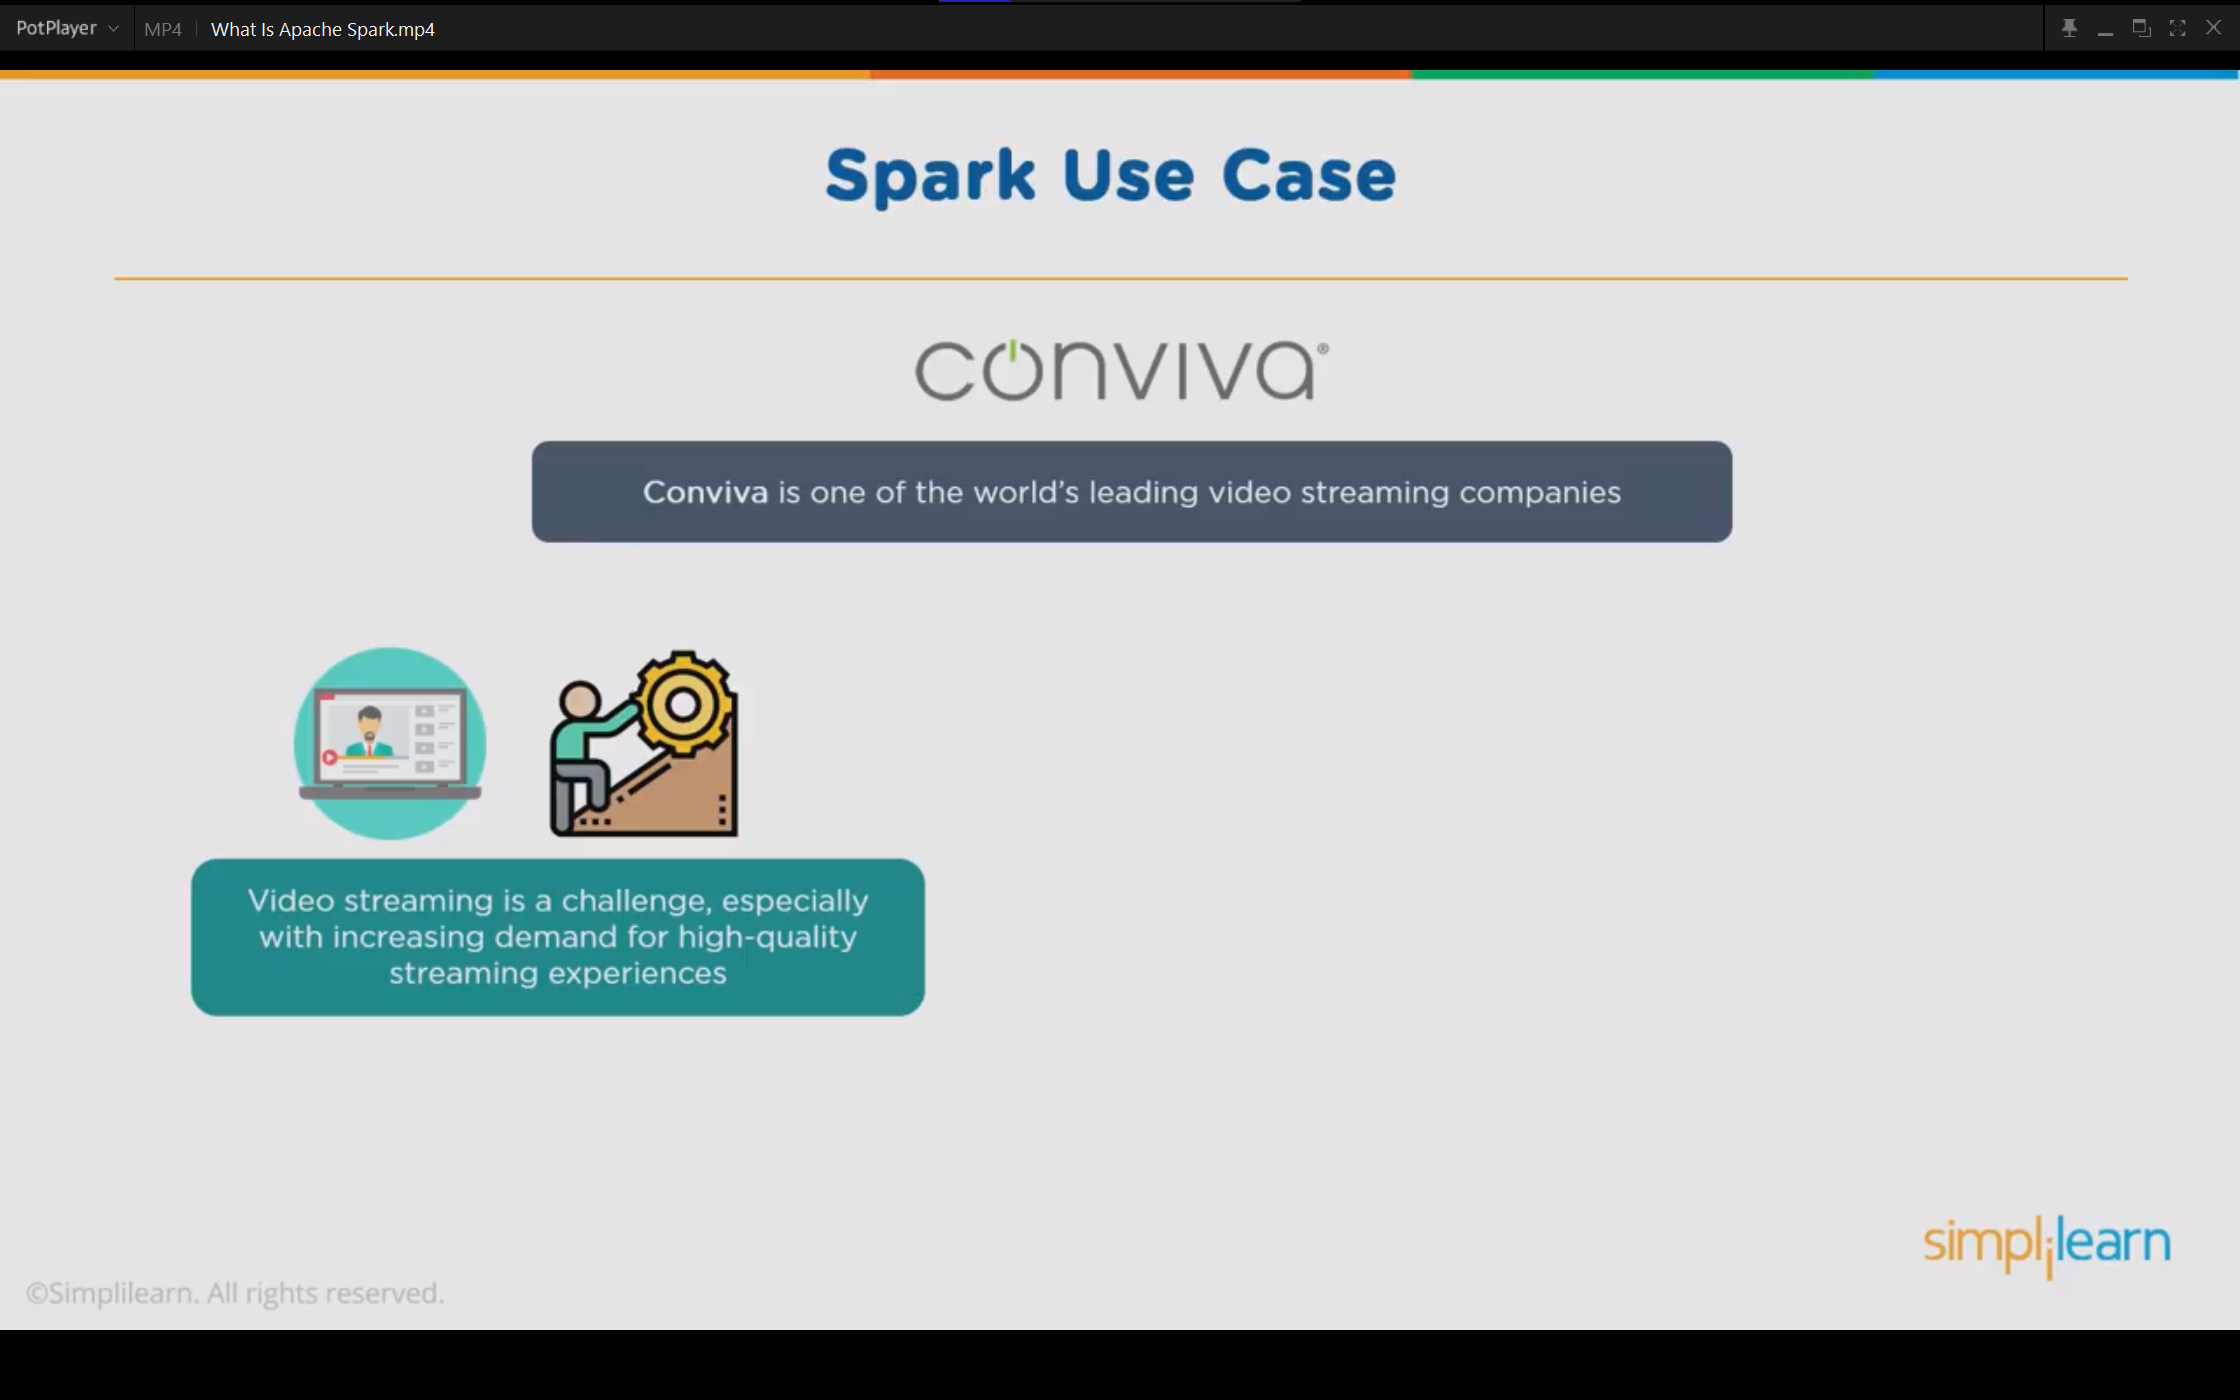 PotPlayer MP4 What Is Apache Spark.mp4
Spark Use Case
conviva®
Conviva is one of the world's leading video streaming companies
Video streaming is a challenge, especially
with increasing demand for high-quality
streaming experiences
simplilearn
©Simplilearn. All rights reserved.